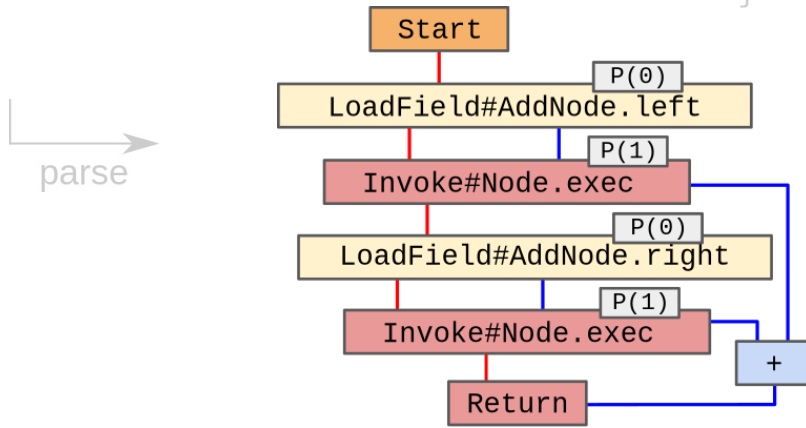 }
Start
P(0)
LoadField#AddNode.left
parse
P(1)
Invoke#Node.exec
P(0)
LoadField#AddNode.right
P(1)
Invoke#Node.exec
+
Return